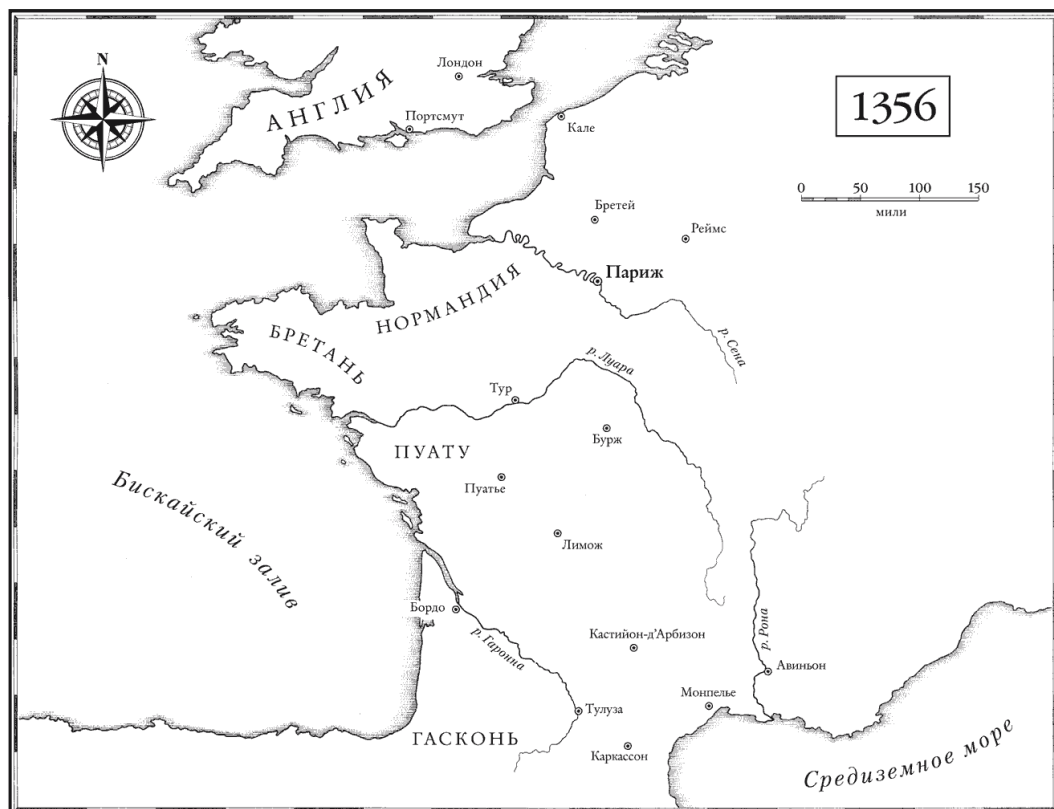 N
Лондон
АНГЛИЯ
1356
Портсмут
Кале
0 50 100 150
мили
Бретей
Реймс
Париж
НОРМАНДИЯ
БРЕТАНЬ
р. Сена
р. Луара
Тур
Бурж
ПУАТУ
Пуатье
Бискайский залив
Лимож
Бордо
р. Гаронна
Кастийон-д’Арбизон
р. Рона
Авиньон
Монпелье
Тулуза
ГАСКОНЬ
Каркассон
Средиземное море